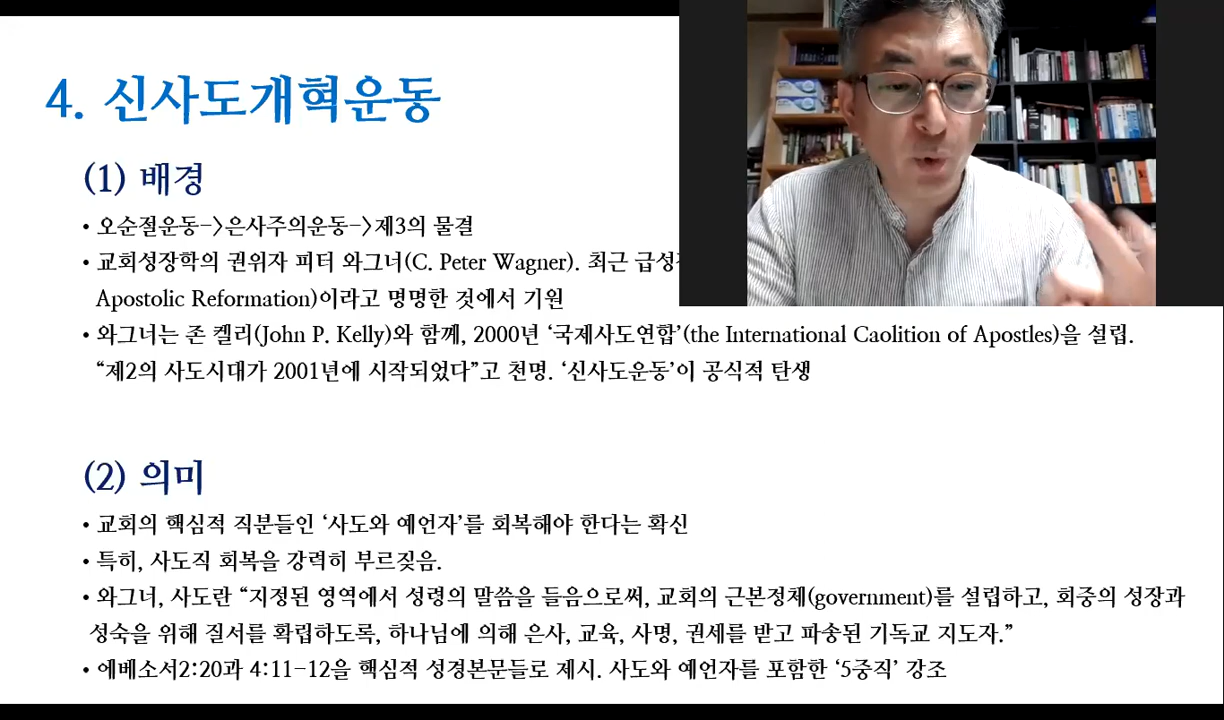 4. 신사도개혁운동
(1) 배경
• 오순절운동->은사주의운동->제3의 물결
• 교회성장학의 권위자 피터 와그너(C. Peter Wagner). 최근
Apostolic Reformation)이라고 명명한 것에서 기원
• 와그너는 존 켈리(John P. Kelly)와 함께, 2000년 ‘국제사도연합’(the International Caolition of Apostles)을 설립.
“제2의 사도시대가 2001년에 시작되었다”고 천명. ‘신사도운동’이 공식적 탄생
(2) 의미
• 교회의 핵심적 직분들인 ‘사도와 예언자’를 회복해야 한다는 확신
• 특히, 사도직 회복을 강력히 부르짖음.
• 와그너, 사도란 “지정된 영역에서 성령의 말씀을 들음으로써, 교회의 근본정체(government)를 설립하고, 회중의 성장과
성숙을 위해 질서를 확립하도록, 하나님에 의해 은사, 교육, 사명, 권세를 받고 파송된 기독교 지도자.”
• 에베소서2:20과 4:11-12을 핵심적 성경본문들로 제시. 사도와 예언자를 포함한 ‘5중직’ 강조